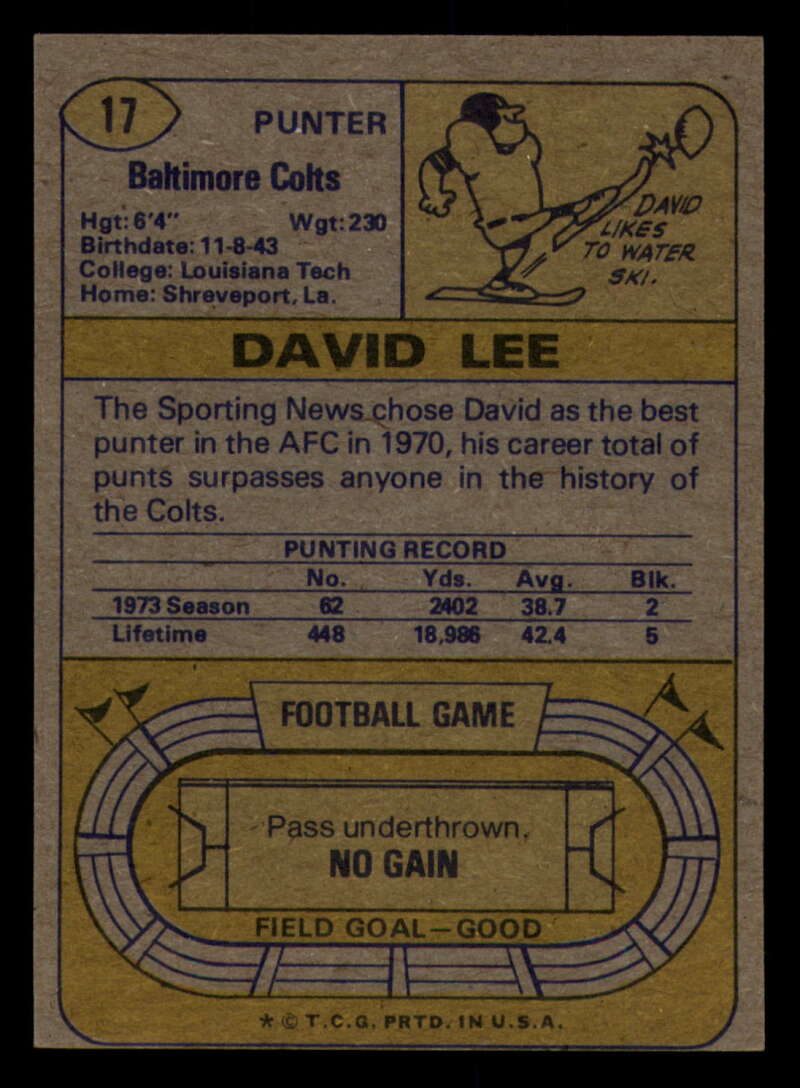 17
PUNTER
Baltimore Colts
Hgt: 6'4" Wgt: 230
Birthdate: 11-8-43
College: Louisiana Tech
Home: Shreveport, La.
DAVID
LIKES
TO WATER
SKI.
DAVID LEE
The Sporting News chose David as the best
punter in the AFC in 1970, his career total of
punts surpasses anyone in the history of
the Colts.
PUNTING RECORD
No. Yds. Avg. Blk.
1973 Season 62 2402 38.7 2
Lifetime 448 18,986 42.4 5
FOOTBALL GAME
Pass underthrown.
NO GAIN
FIELD GOAL—GOOD
* © T.C.G. PRTD. IN U.S.A.